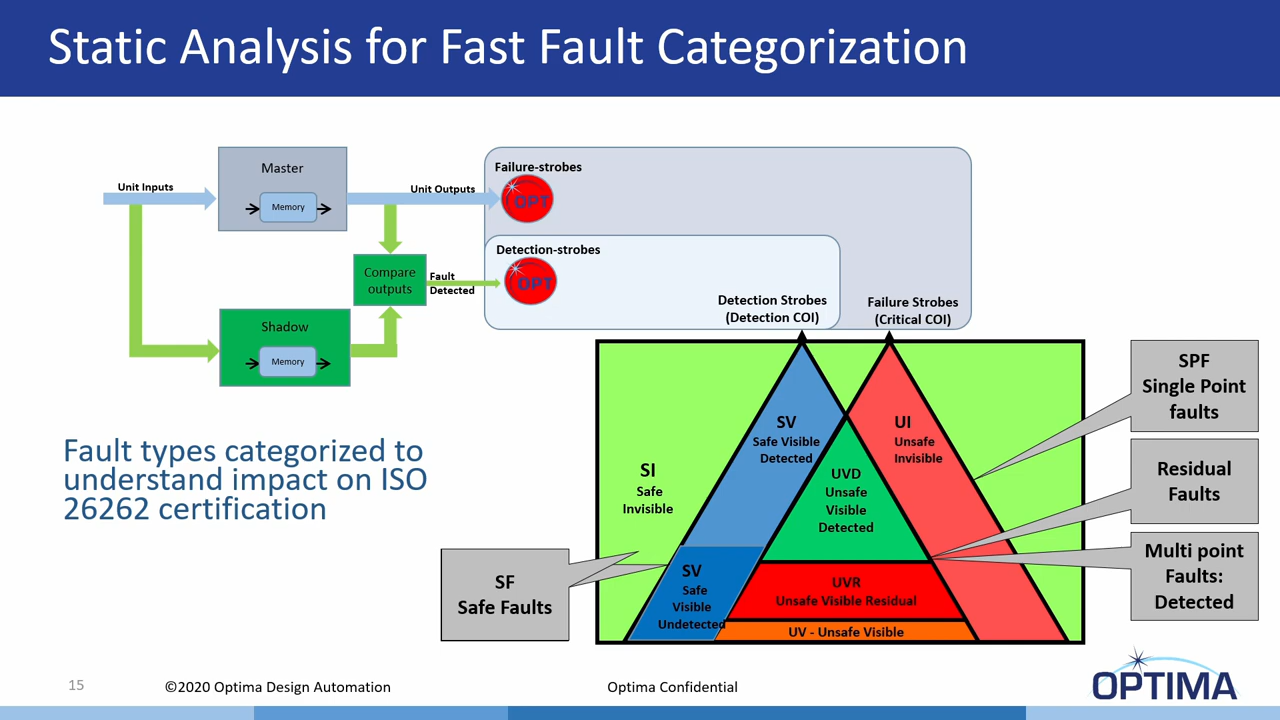 Static Analysis for Fast Fault Categorization
Unit Inputs
Master
Memory
Unit Outputs
Failure-strobes
OPT
Detection-strobes
OPT
Compare
outputs
Fault
Detected
Shadow
Memory
Detection Strobes
(Detection COI)
Failure Strobes
(Critical COI)
Fault types categorized to
understand impact on ISO
26262 certification
SI
Safe
Invisible
SV
Safe Visible
Detected
UI
Unsafe
Invisible
UVD
Unsafe
Visible
Detected
SV
Safe
Visible
Undetected
UVR
Unsafe Visible Residual
UV - Unsafe Visible
SF
Safe Faults
SPF
Single Point
faults
Residual
Faults
Multi point
Faults:
Detected
15
©2020 Optima Design Automation
Optima Confidential
OPTIMA